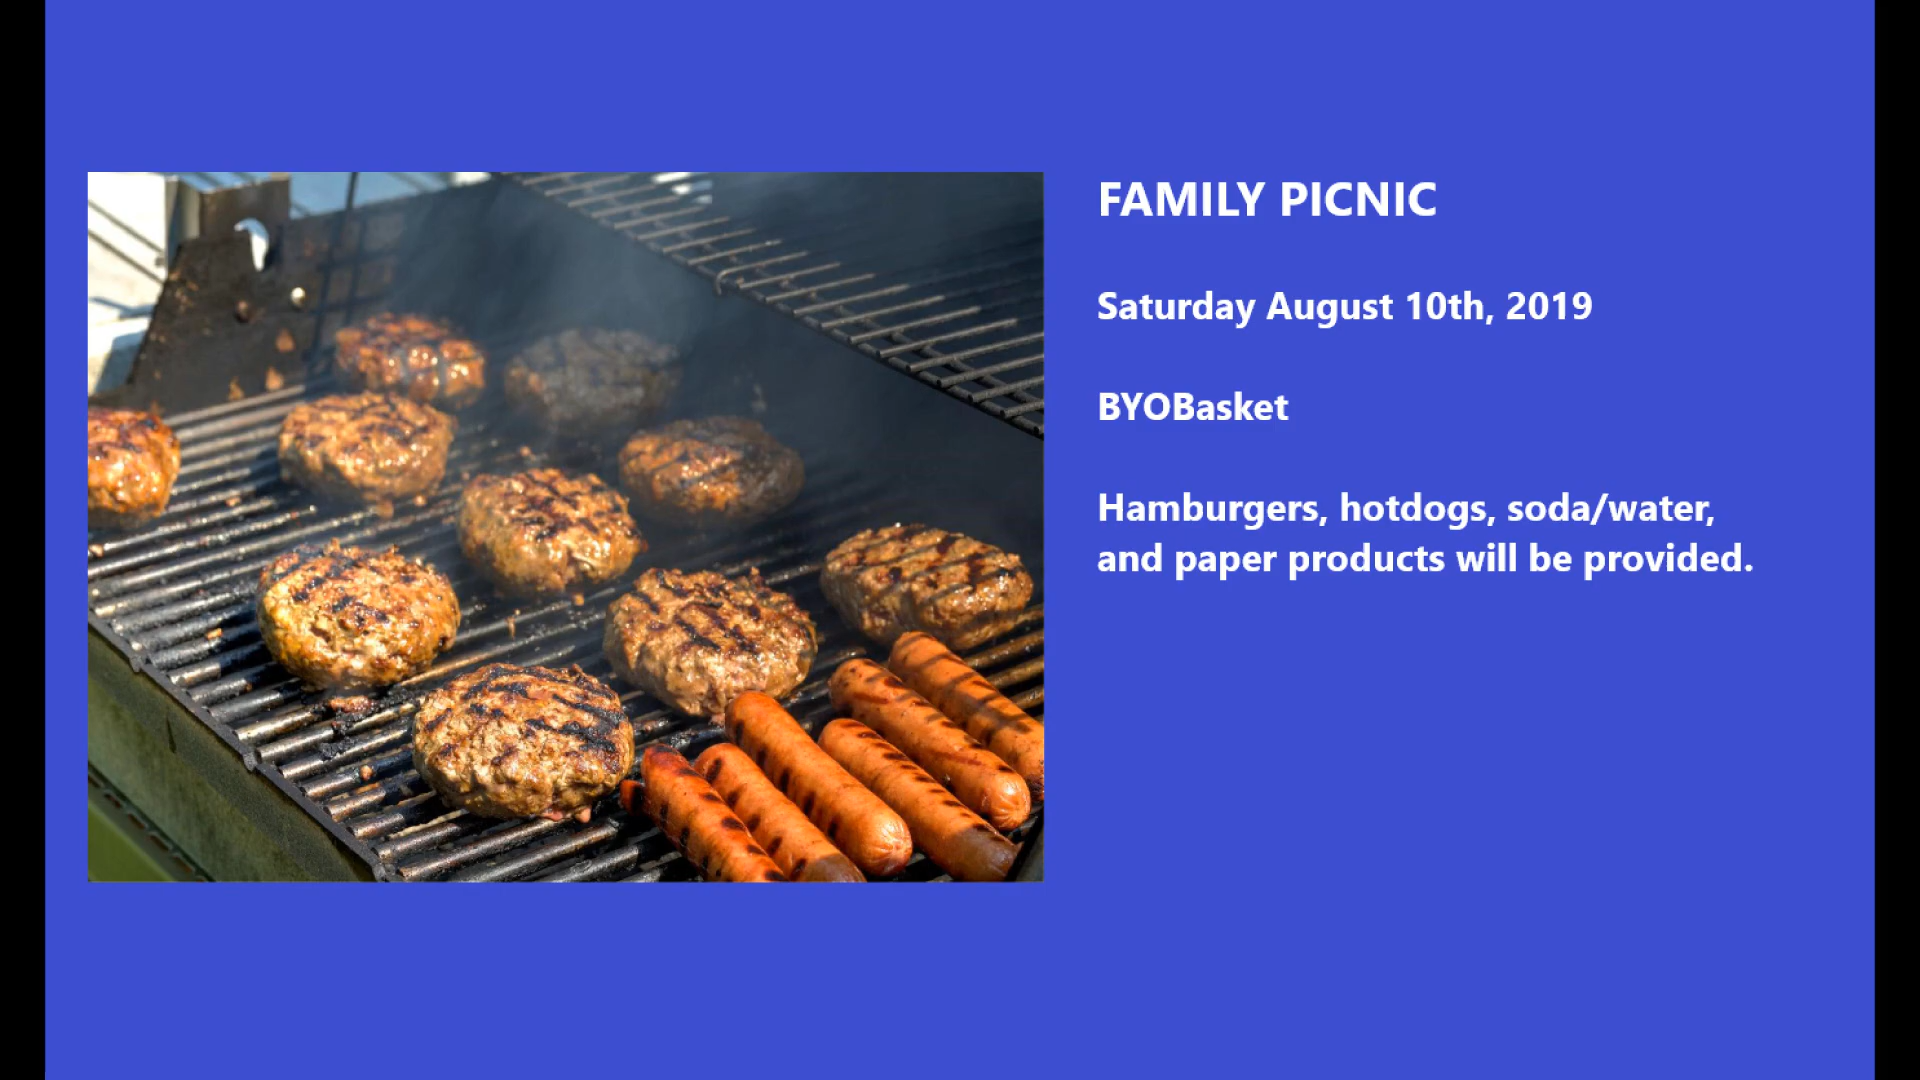 FAMILY PICNIC
Saturday August 10th, 2019
BYOBasket
Hamburgers, hotdogs, soda/water,
and paper products will be provided.